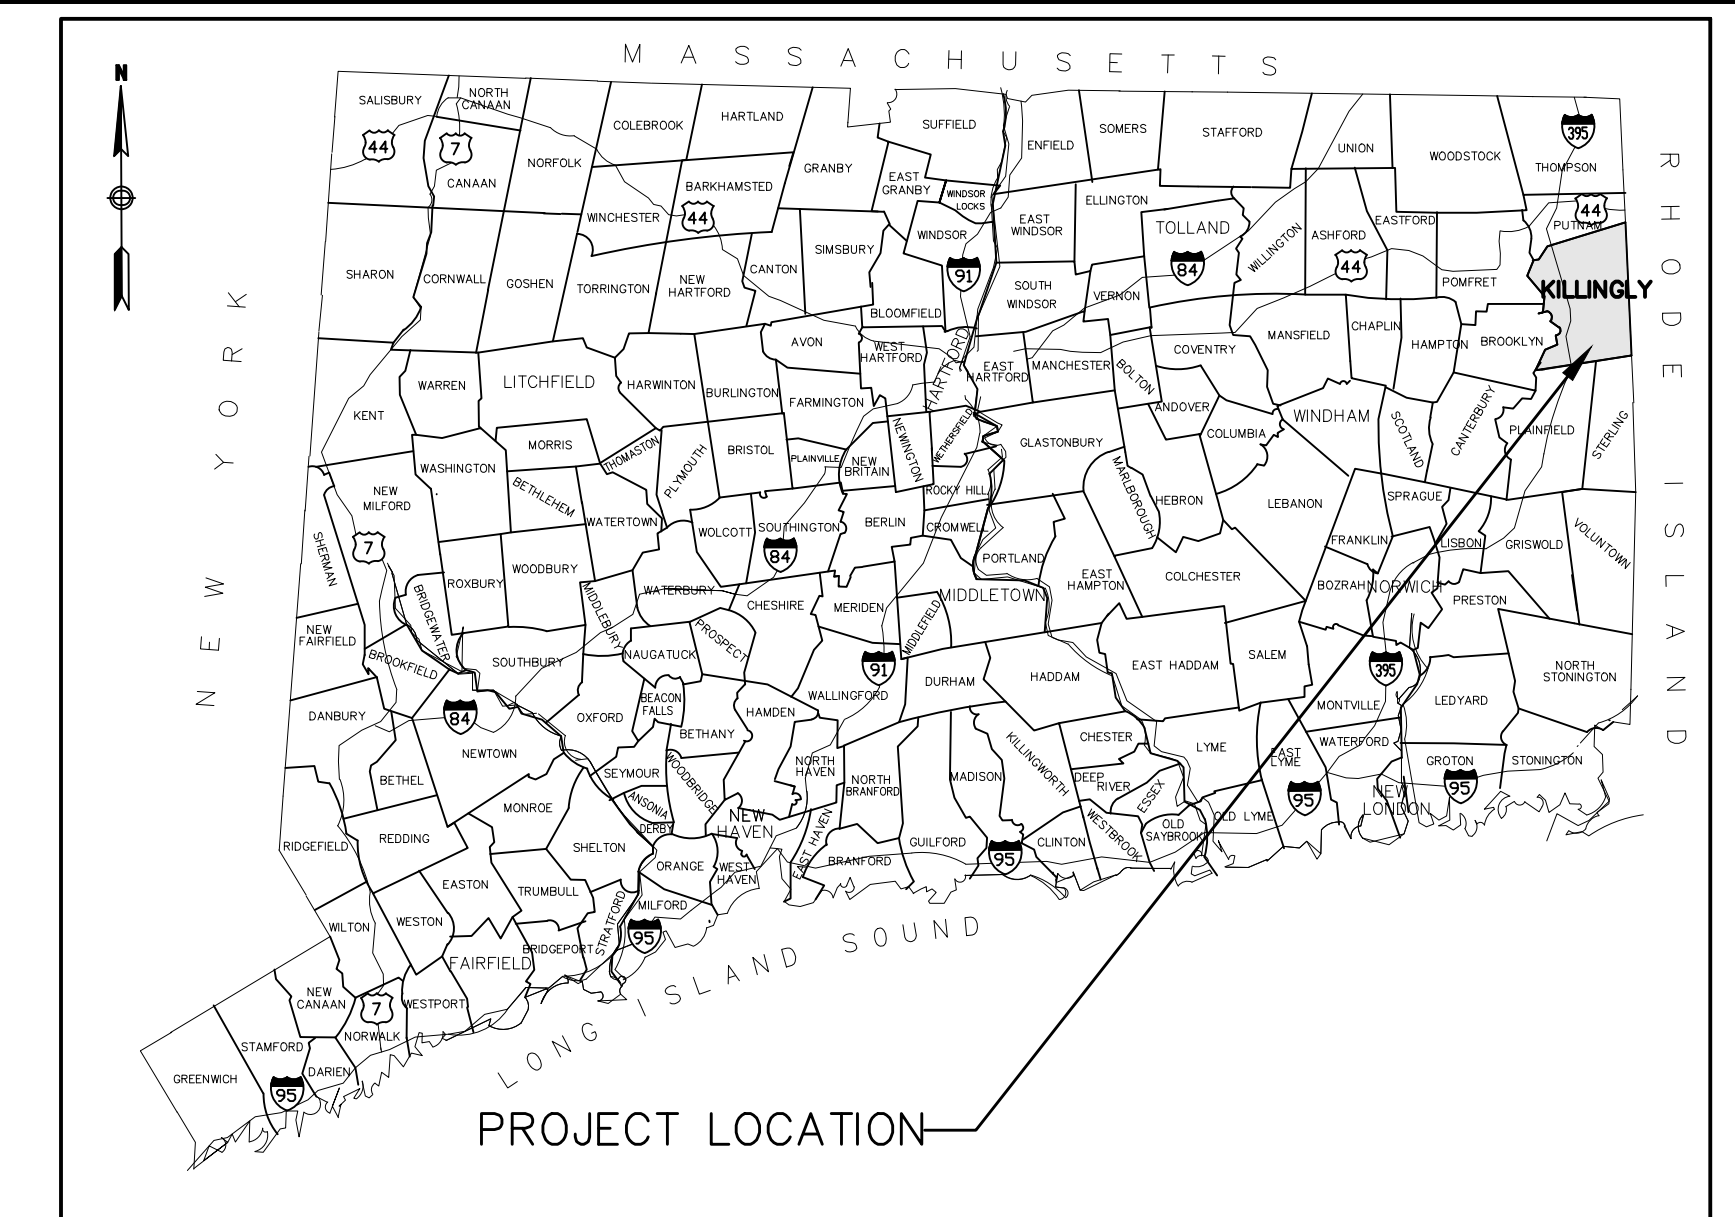 MASSACHUSETTS
N
SALISBURY
NORTH
CANAAN
COLEBROOK
HARTLAND
SUFFIELD
ENFIELD
SOMERS
STAFFORD
UNION
WOODSTOCK
395
THOMPSON
RHODE ISLAND
44
7
CANAAN
NORFOLK
BARKHAMSTED
GRANBY
EAST
GRANBY
WINDSOR
LOCKS
44
WINCHESTER
44
SIMSBURY
WINDSOR
EAST
WINDSOR
ELLINGTON
TOLLAND
WILLINGTON
ASHFORD
EASTFORD
PUTNAM
SHARON
CORNWALL
GOSHEN
TORRINGTON
NEW
HARTFORD
CANTON
91
84
44
POMFRET
KILLINGLY
SOUTH
WINDSOR
VERNON
BLOOMFIELD
NEW YORK
AVON
WEST
HARTFORD
HARTFORD
EAST
HARTFORD
MANCHESTER
BOLTON
COVENTRY
MANSFIELD
CHAPLIN
HAMPTON
BROOKLYN
WARREN
LITCHFIELD
HARWINTON
BURLINGTON
FARMINGTON
ANDOVER
KENT
MORRIS
THOMASTON
PLYMOUTH
BRISTOL
PLAINVILLE
NEW
BRITAIN
NEWINGTON
WETHERSFIELD
GLASTONBURY
COLUMBIA
WINDHAM
SCOTLAND
CANTERBURY
PLAINFIELD
STERLING
WASHINGTON
NEW
MILFORD
BETHLEHEM
WATERTOWN
ROCKY HILL
MARLBOROUGH
HEBRON
LEBANON
SPRAGUE
WOLCOTT
SOUTHINGTON
84
BERLIN
CROMWELL
7
SHERMAN
PORTLAND
FRANKLIN
LISBON
GRISWOLD
VOLUNTOWN
WOODBURY
ROXBURY
BRIDGEWATER
MIDDLEBURY
WATERBURY
CHESHIRE
MERIDEN
MIDDLEFIELD
MIDDLETOWN
EAST
HAMPTON
COLCHESTER
BOZRAH
NORWICH
PRESTON
NEW
FAIRFIELD
BROOKFIELD
SOUTHBURY
NAUGATUCK
PROSPECT
91
WALLINGFORD
DURHAM
HADDAM
EAST HADDAM
SALEM
395
NORTH
STONINGTON
DANBURY
84
OXFORD
BEACON
FALLS
HAMDEN
MONTVILLE
LEDYARD
NEWTOWN
BETHANY
CHESTER
LYME
EAST
LYME
WATERFORD
GROTON
STONINGTON
BETHEL
SEYMOUR
WOODBRIDGE
NORTH
HAVEN
NORTH
BRANFORD
MADISON
KILLINGWORTH
DEEP
RIVER
ESSEX
95
NEW
LONDON
95
MONROE
ANSONIA
DERBY
NEW
HAVEN
EAST HAVEN
WESTBROOK
OLD
SAYBROOK
OLD LYME
RIDGEFIELD
REDDING
SHELTON
ORANGE
WEST
HAVEN
BRANFORD
GUILFORD
95
CLINTON
EASTON
TRUMBULL
STRATFORD
MILFORD
95
WILTON
WESTON
BRIDGEPORT
FAIRFIELD
LONG ISLAND SOUND
NEW
CANAAN
7
WESTPORT
NORWALK
STAMFORD
DARIEN
GREENWICH
95
PROJECT LOCATION